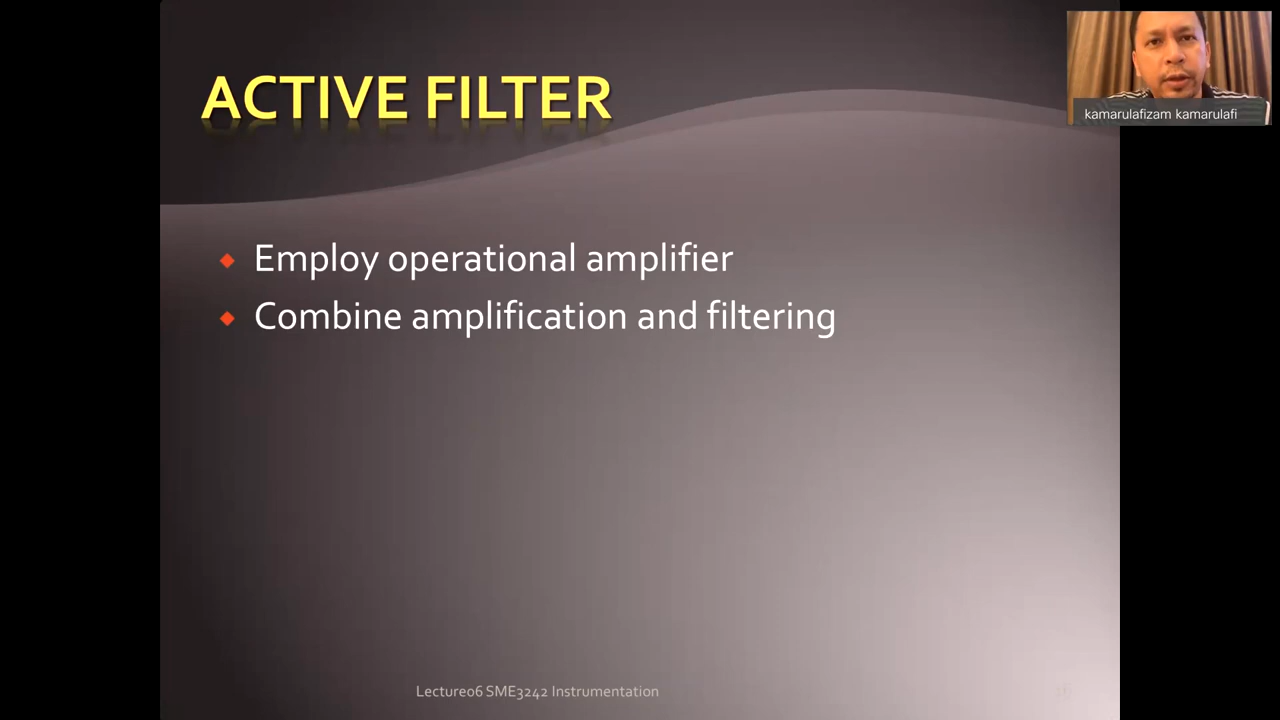 ACTIVE FILTER
kamarulafizam kamarulafi
Employ operational amplifier
Combine amplification and filtering
Lecture06 SME3242 Instrumentation